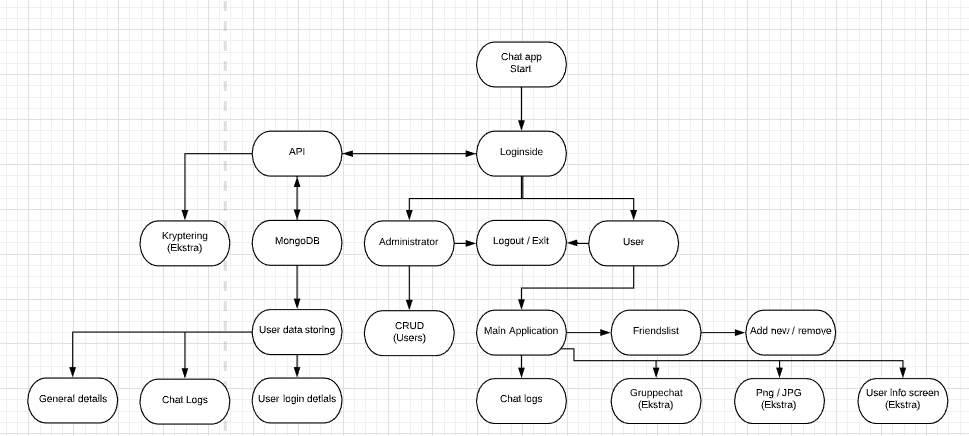 Chat app
Start
API
Loginside
Kryptering
(Ekstra)
MongoDB
Administrator
Logout / Exit
User
User data storing
CRUD
(Users)
Main Application
Friendslist
Add new / remove
General details
Chat Logs
User login detials
Chat logs
Gruppechat
(Ekstra)
Png / JPG
(Ekstra)
User info screen
(Ekstra)